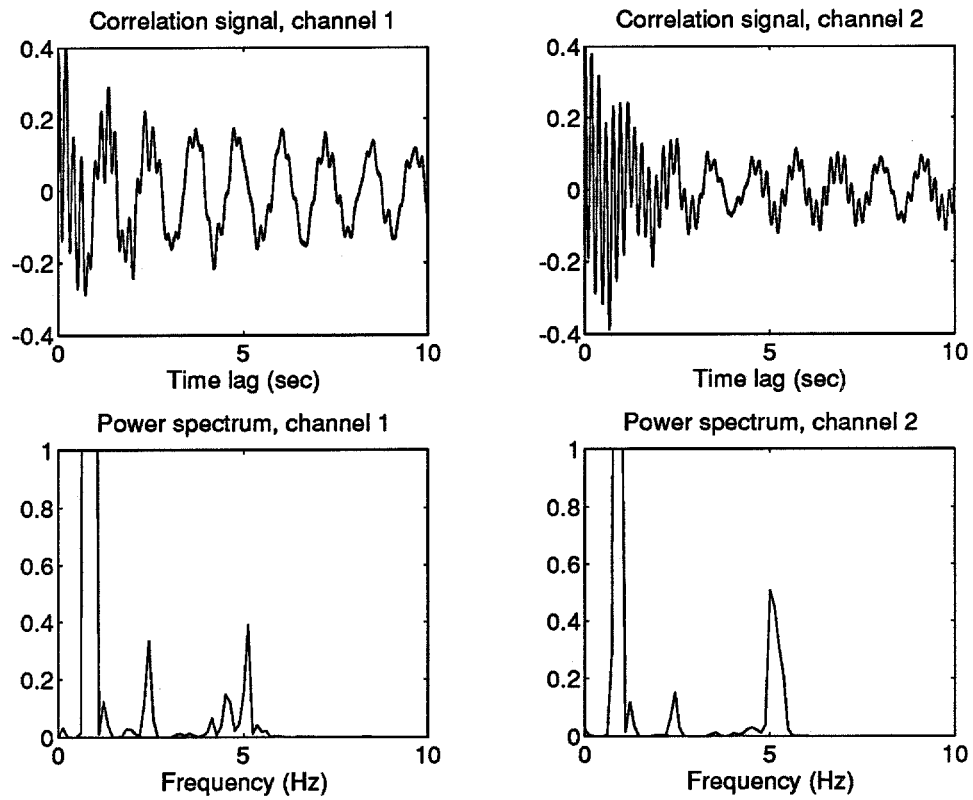 Correlation signal, channel 1
0.4
0.2
0
-0.2
-0.4
0 5 10
Time lag (sec)
Correlation signal, channel 2
0.4
0.2
0
-0.2
-0.4
0 5 10
Time lag (sec)
Power spectrum, channel 1
1
0.8
0.6
0.4
0.2
0
0 5 10
Frequency (Hz)
Power spectrum, channel 2
1
0.8
0.6
0.4
0.2
0
0 5 10
Frequency (Hz)